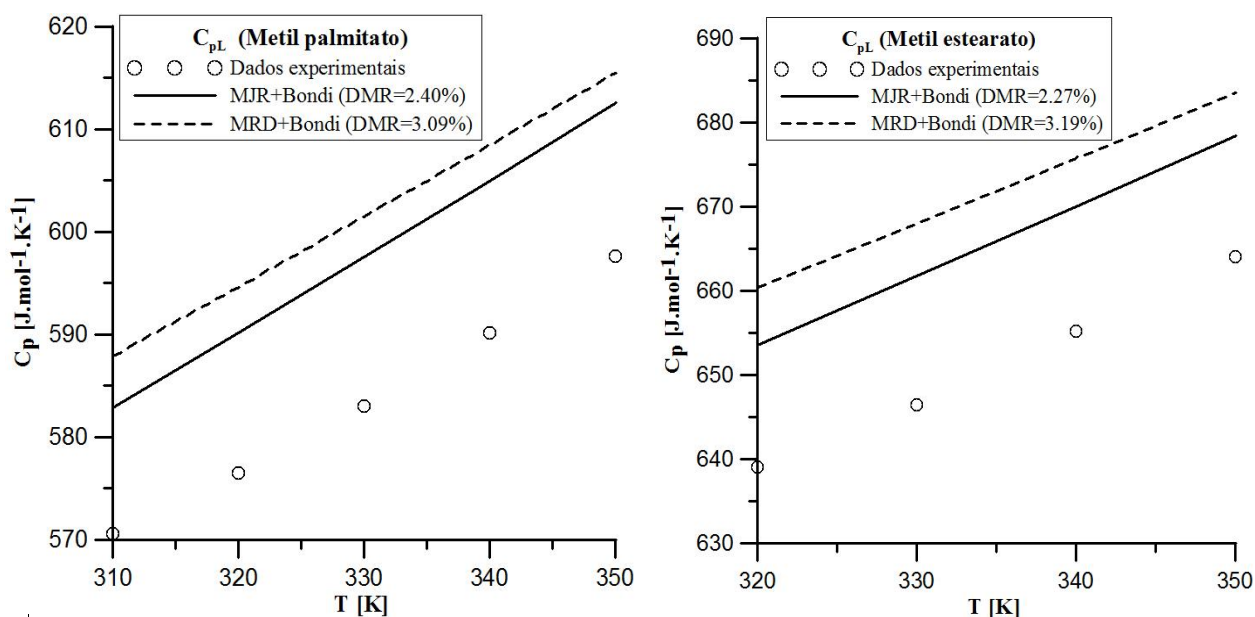 620
610
600
590
580
570
C_p [J.mol⁻¹.K⁻¹]
C_pL (Metil palmitato)
Dados experimentais
MJR+Bondi (DMR=2.40%)
MRD+Bondi (DMR=3.09%)
310 320 330 340 350
T [K]
690
680
670
660
650
640
630
C_p [J.mol⁻¹.K⁻¹]
C_pL (Metil estearato)
Dados experimentais
MJR+Bondi (DMR=2.27%)
MRD+Bondi (DMR=3.19%)
320 330 340 350
T [K]